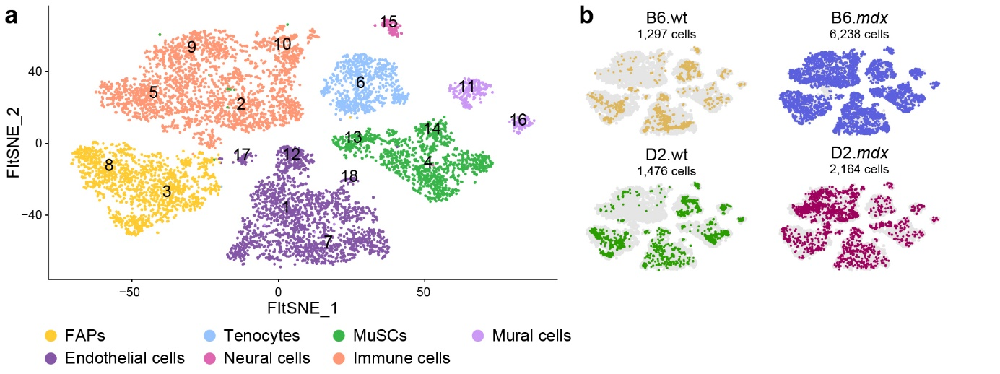 a
FItSNE_2
40
0
−40
−50
0
50
FItSNE_1
15
9
10
5
2
6
11
16
13
14
4
8
3
17
12
18
1
7
FAPs
Tenocytes
MuSCs
Mural cells
Endothelial cells
Neural cells
Immune cells
b
B6.wt
1,297 cells
B6.mdx
6,238 cells
D2.wt
1,476 cells
D2.mdx
2,164 cells